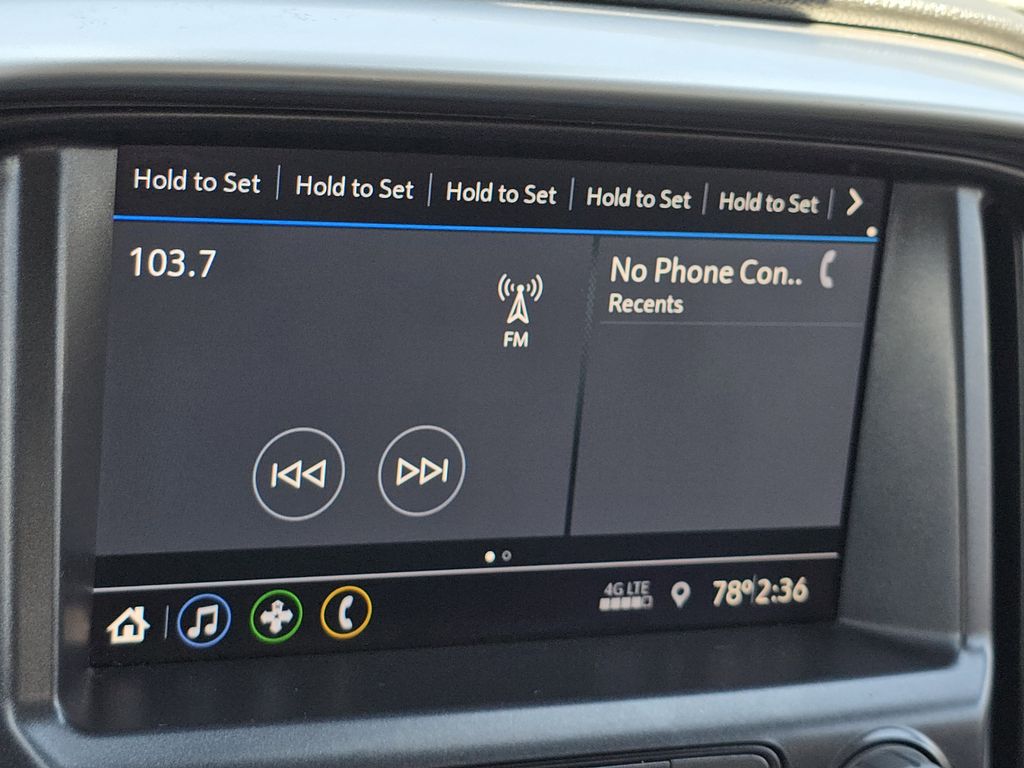 Hold to Set Hold to Set Hold to Set Hold to Set Hold to Set
103.7
FM
No Phone Con..
Recents
4G LTE
78° 2:36